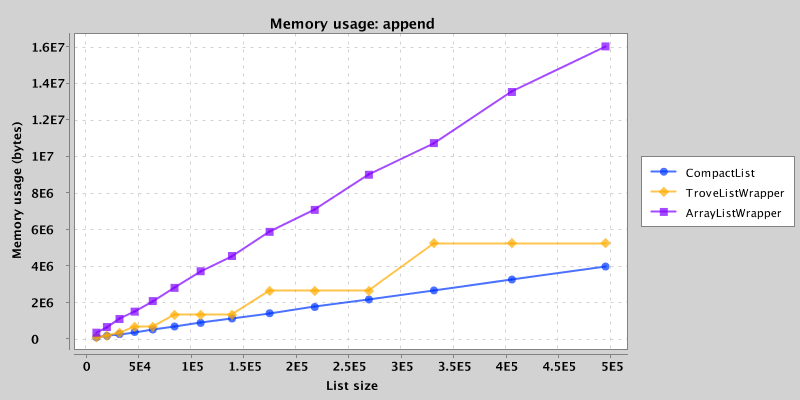 Memory usage: append
Memory usage (bytes)
1.6E7
1.4E7
1.2E7
1E7
8E6
6E6
4E6
2E6
0
0 5E4 1E5 1.5E5 2E5 2.5E5 3E5 3.5E5 4E5 4.5E5 5E5
List size
CompactList
TroveListWrapper
ArrayListWrapper